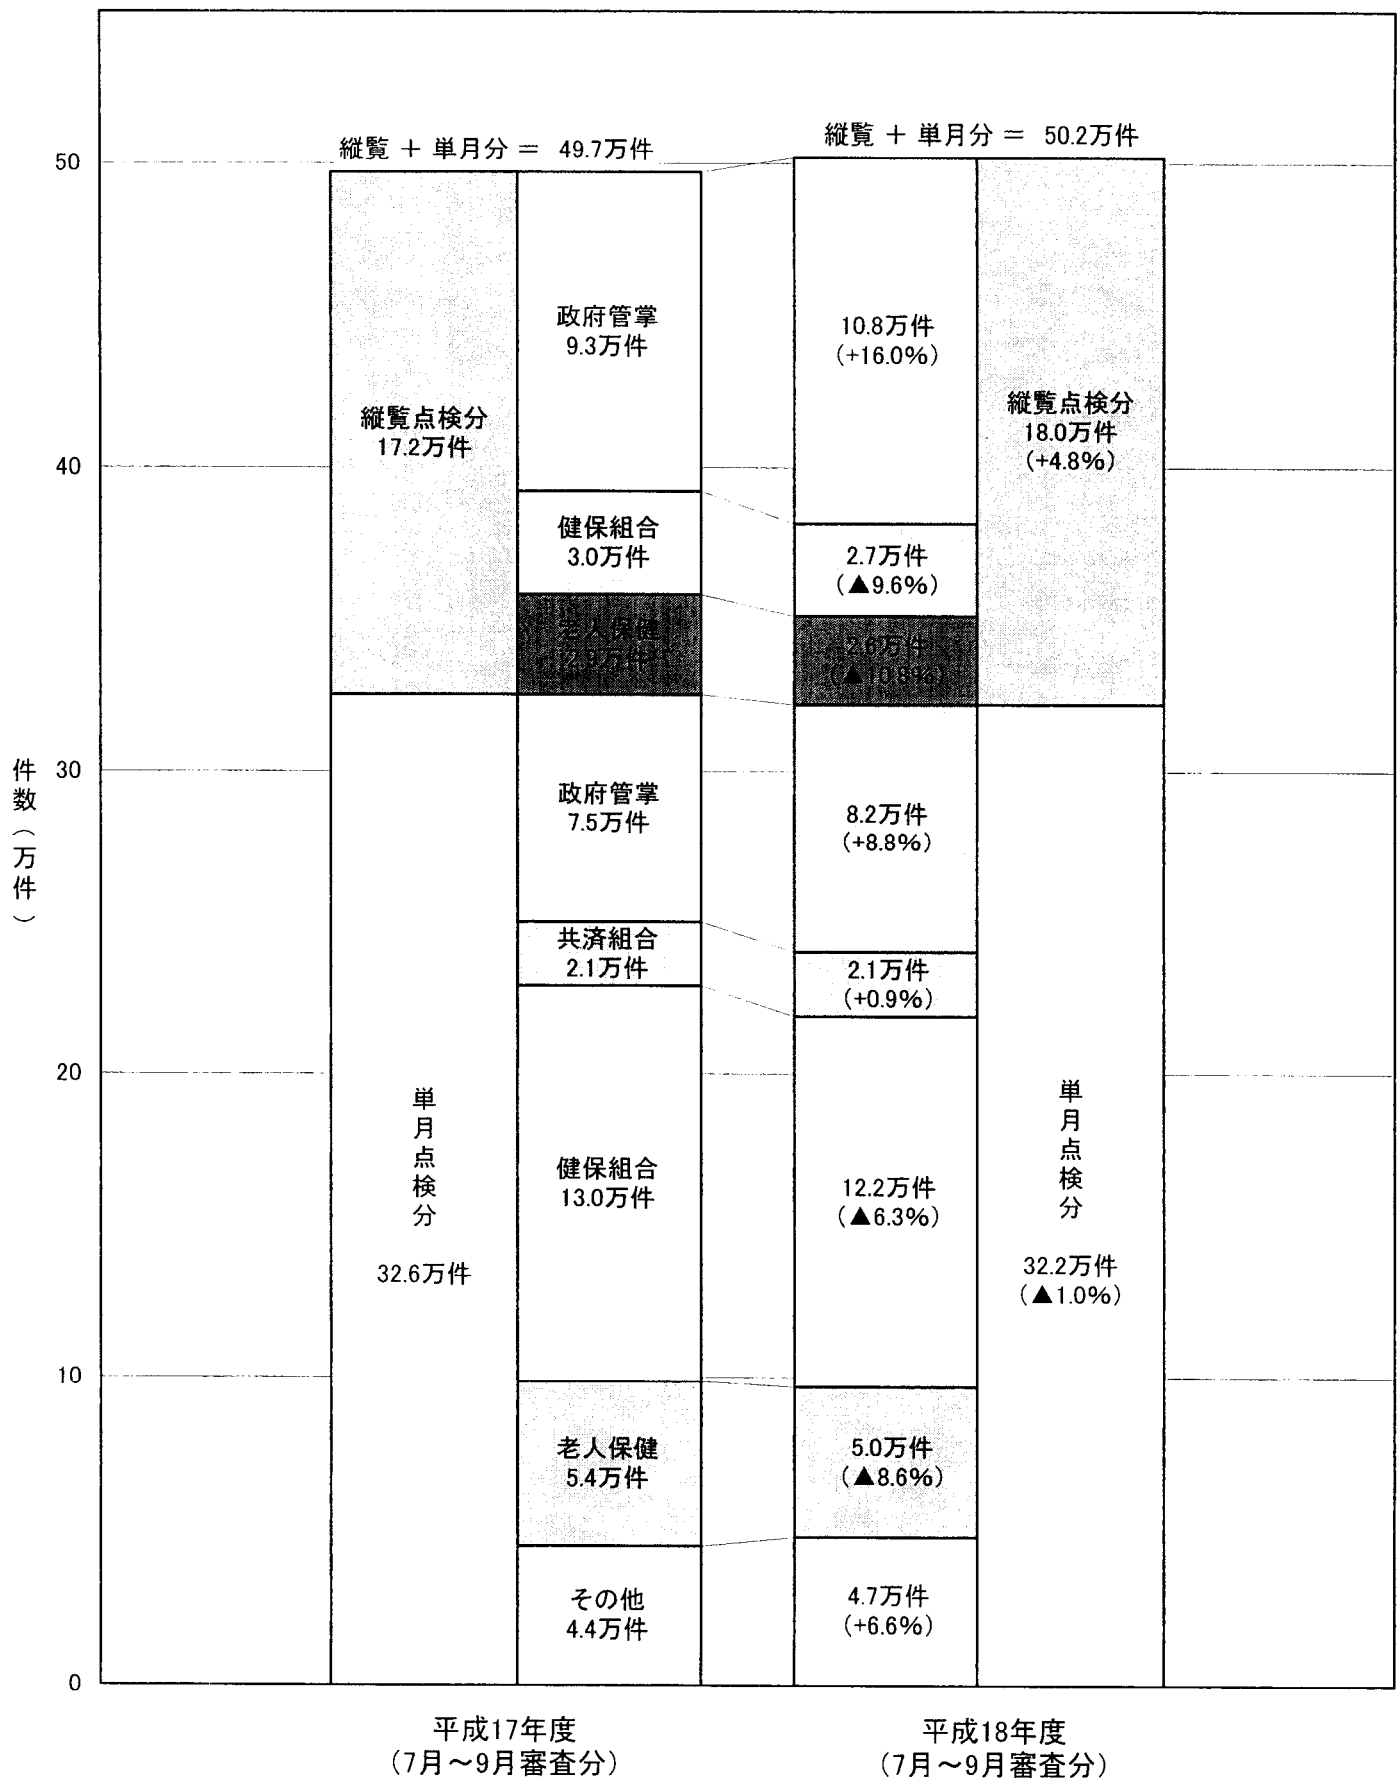 縦覧 ＋ 単月分 ＝ 49.7万件
縦覧 ＋ 単月分 ＝ 50.2万件
50
40
30
20
10
0
件数（万件）
縦覧点検分
17.2万件
単月点検分
32.6万件
政府管掌
9.3万件
健保組合
3.0万件
老人保健
2.9万件
政府管掌
7.5万件
共済組合
2.1万件
健保組合
13.0万件
老人保健
5.4万件
その他
4.4万件
10.8万件
（+16.0%）
2.7万件
（▲9.6%）
2.6万件
（▲10.8%）
8.2万件
（+8.8%）
2.1万件
（+0.9%）
12.2万件
（▲6.3%）
5.0万件
（▲8.6%）
4.7万件
（+6.6%）
縦覧点検分
18.0万件
（+4.8%）
単月点検分
32.2万件
（▲1.0%）
平成17年度
（7月～9月審査分）
平成18年度
（7月～9月審査分）